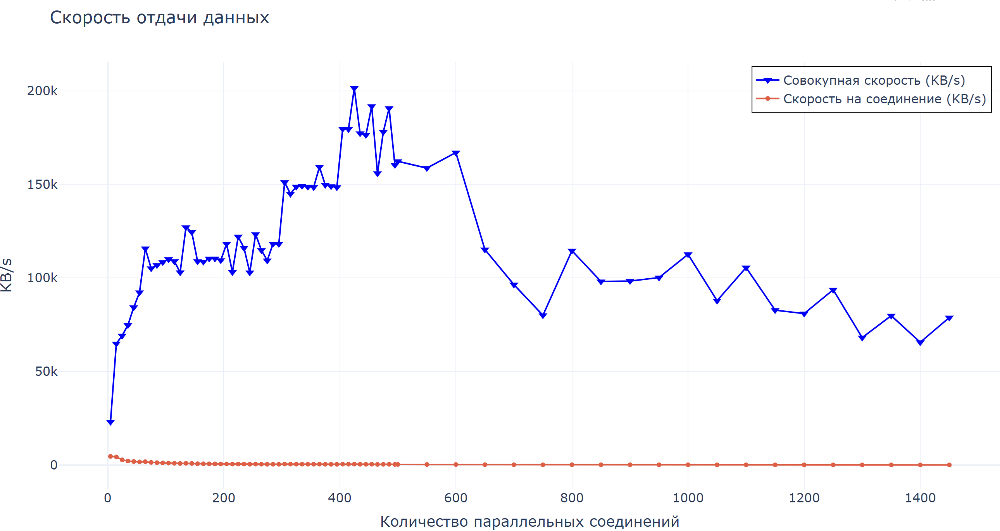 Скорость отдачи данных
Совокупная скорость (KB/s)
Скорость на соединение (KB/s)
200k
150k
100k
50k
0
KB/s
0
200
400
600
800
1000
1200
1400
Количество параллельных соединений